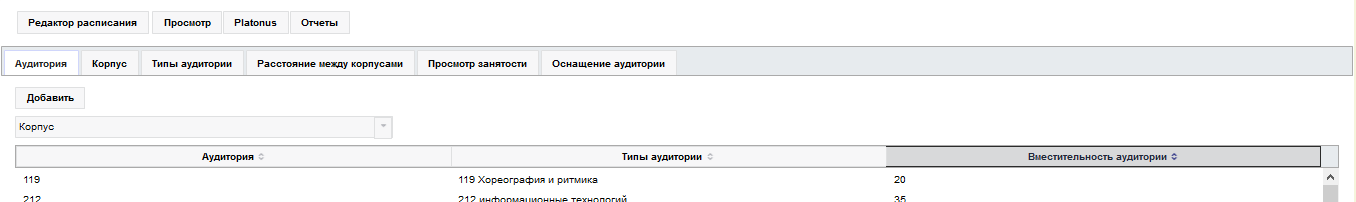 Редактор расписания Просмотр Platonus Отчеты
Аудитория Корпус Типы аудитории Расстояние между корпусами Просмотр занятости Оснащение аудитории
Добавить
Корпус
Аудитория Типы аудитории Вместительность аудитории
119 119 Хореография и ритмика 20
212 212 информационные технологий 35